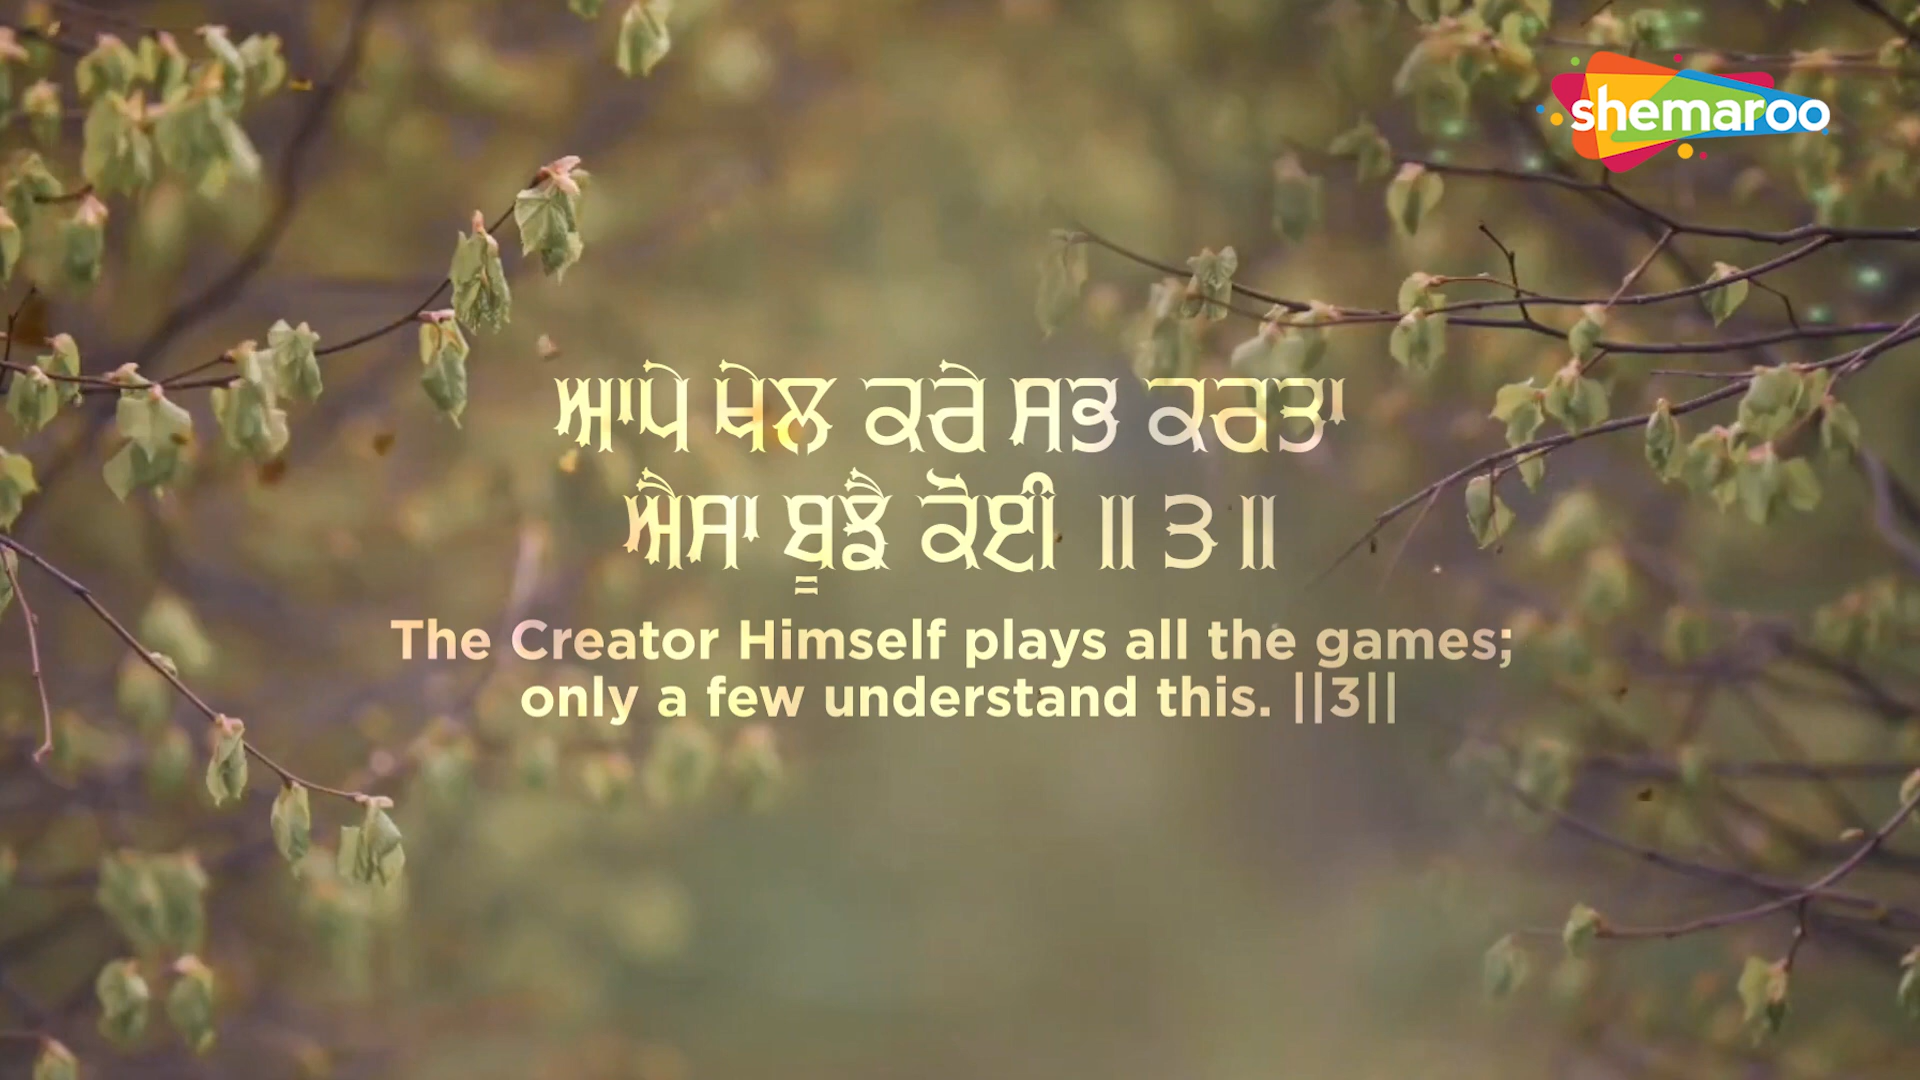 shemaroo
ਆਪੇ ਖੇਲ ਕਰੇ ਸਭ ਕਰਤਾ
ਐਸਾ ਬੂਝੈ ਕੋਈ ॥੩॥
The Creator Himself plays all the games;
only a few understand this. ||3||